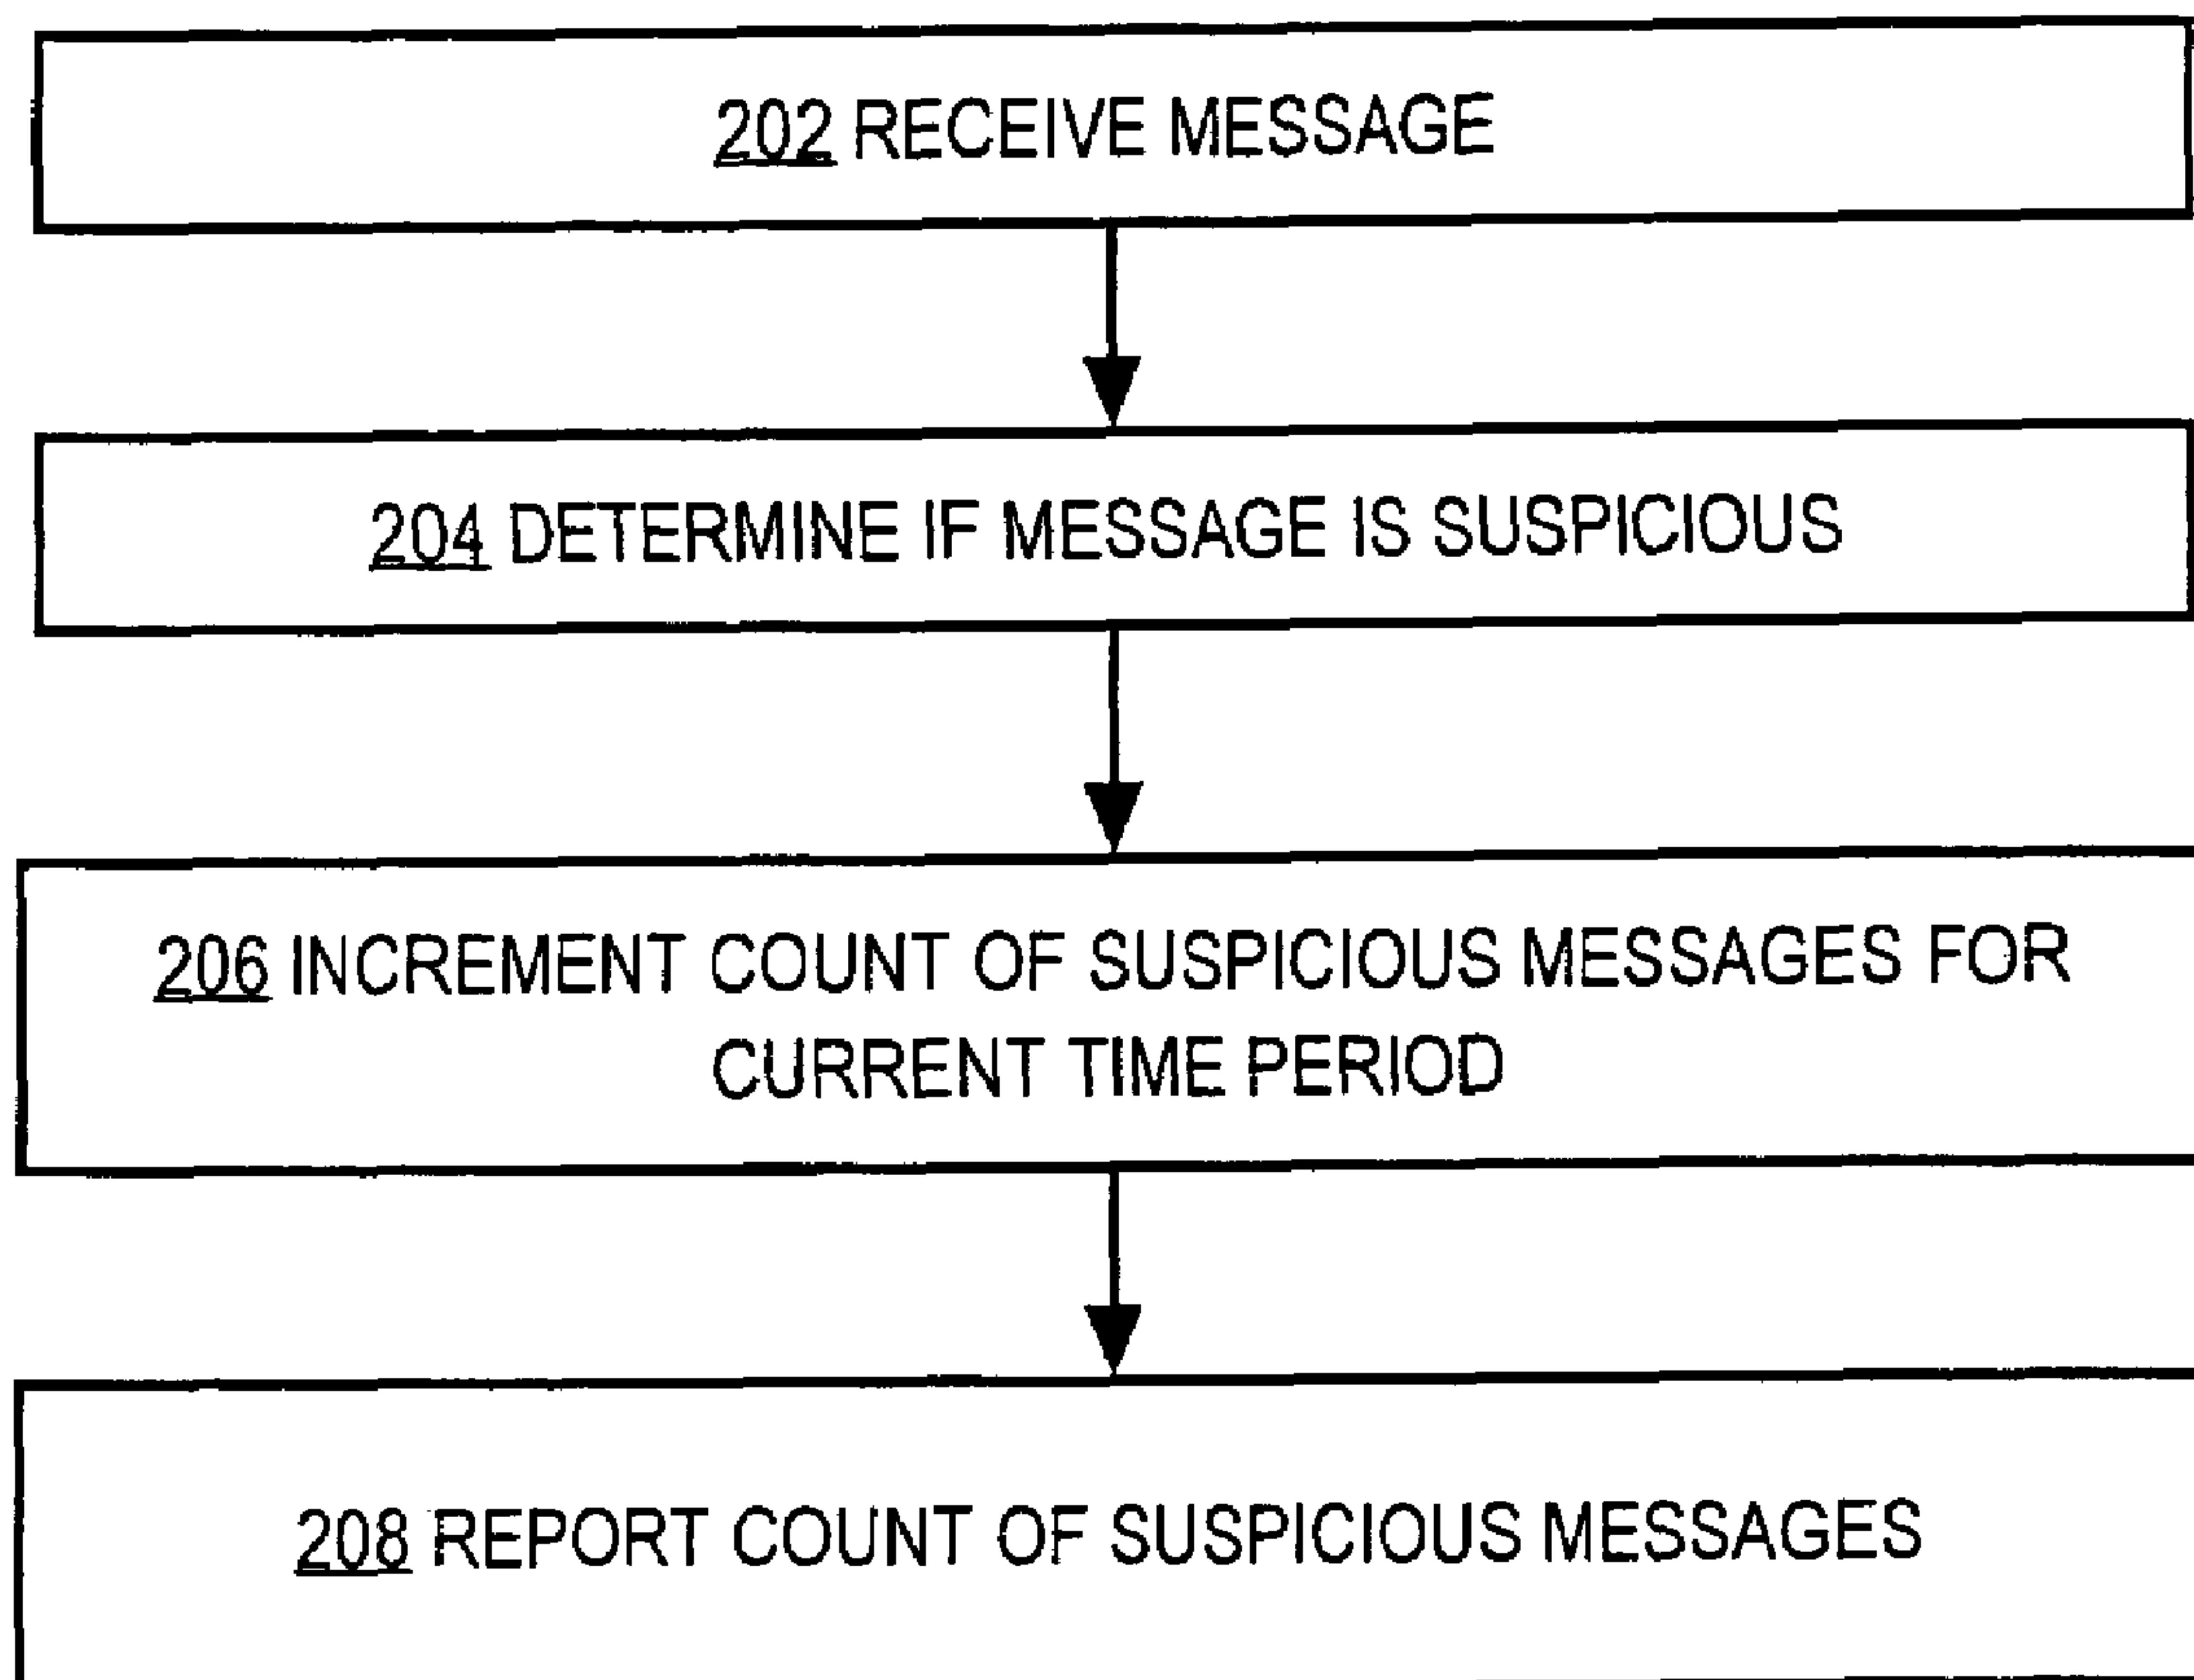 202 RECEIVE MESSAGE
204 DETERMINE IF MESSAGE IS SUSPICIOUS
206 INCREMENT COUNT OF SUSPICIOUS MESSAGES FOR
CURRENT TIME PERIOD
208 REPORT COUNT OF SUSPICIOUS MESSAGES